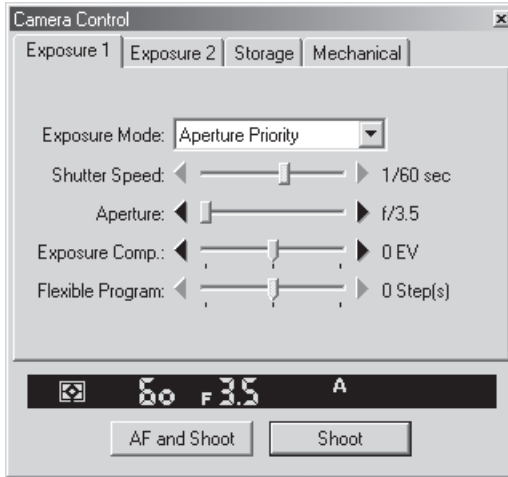 Camera Control
Exposure 1 Exposure 2 Storage Mechanical
Exposure Mode: Aperture Priority
Shutter Speed: 1/60 sec
Aperture: f/3.5
Exposure Comp.: 0 EV
Flexible Program: 0 Step(s)
60 F3.5 A
AF and Shoot Shoot